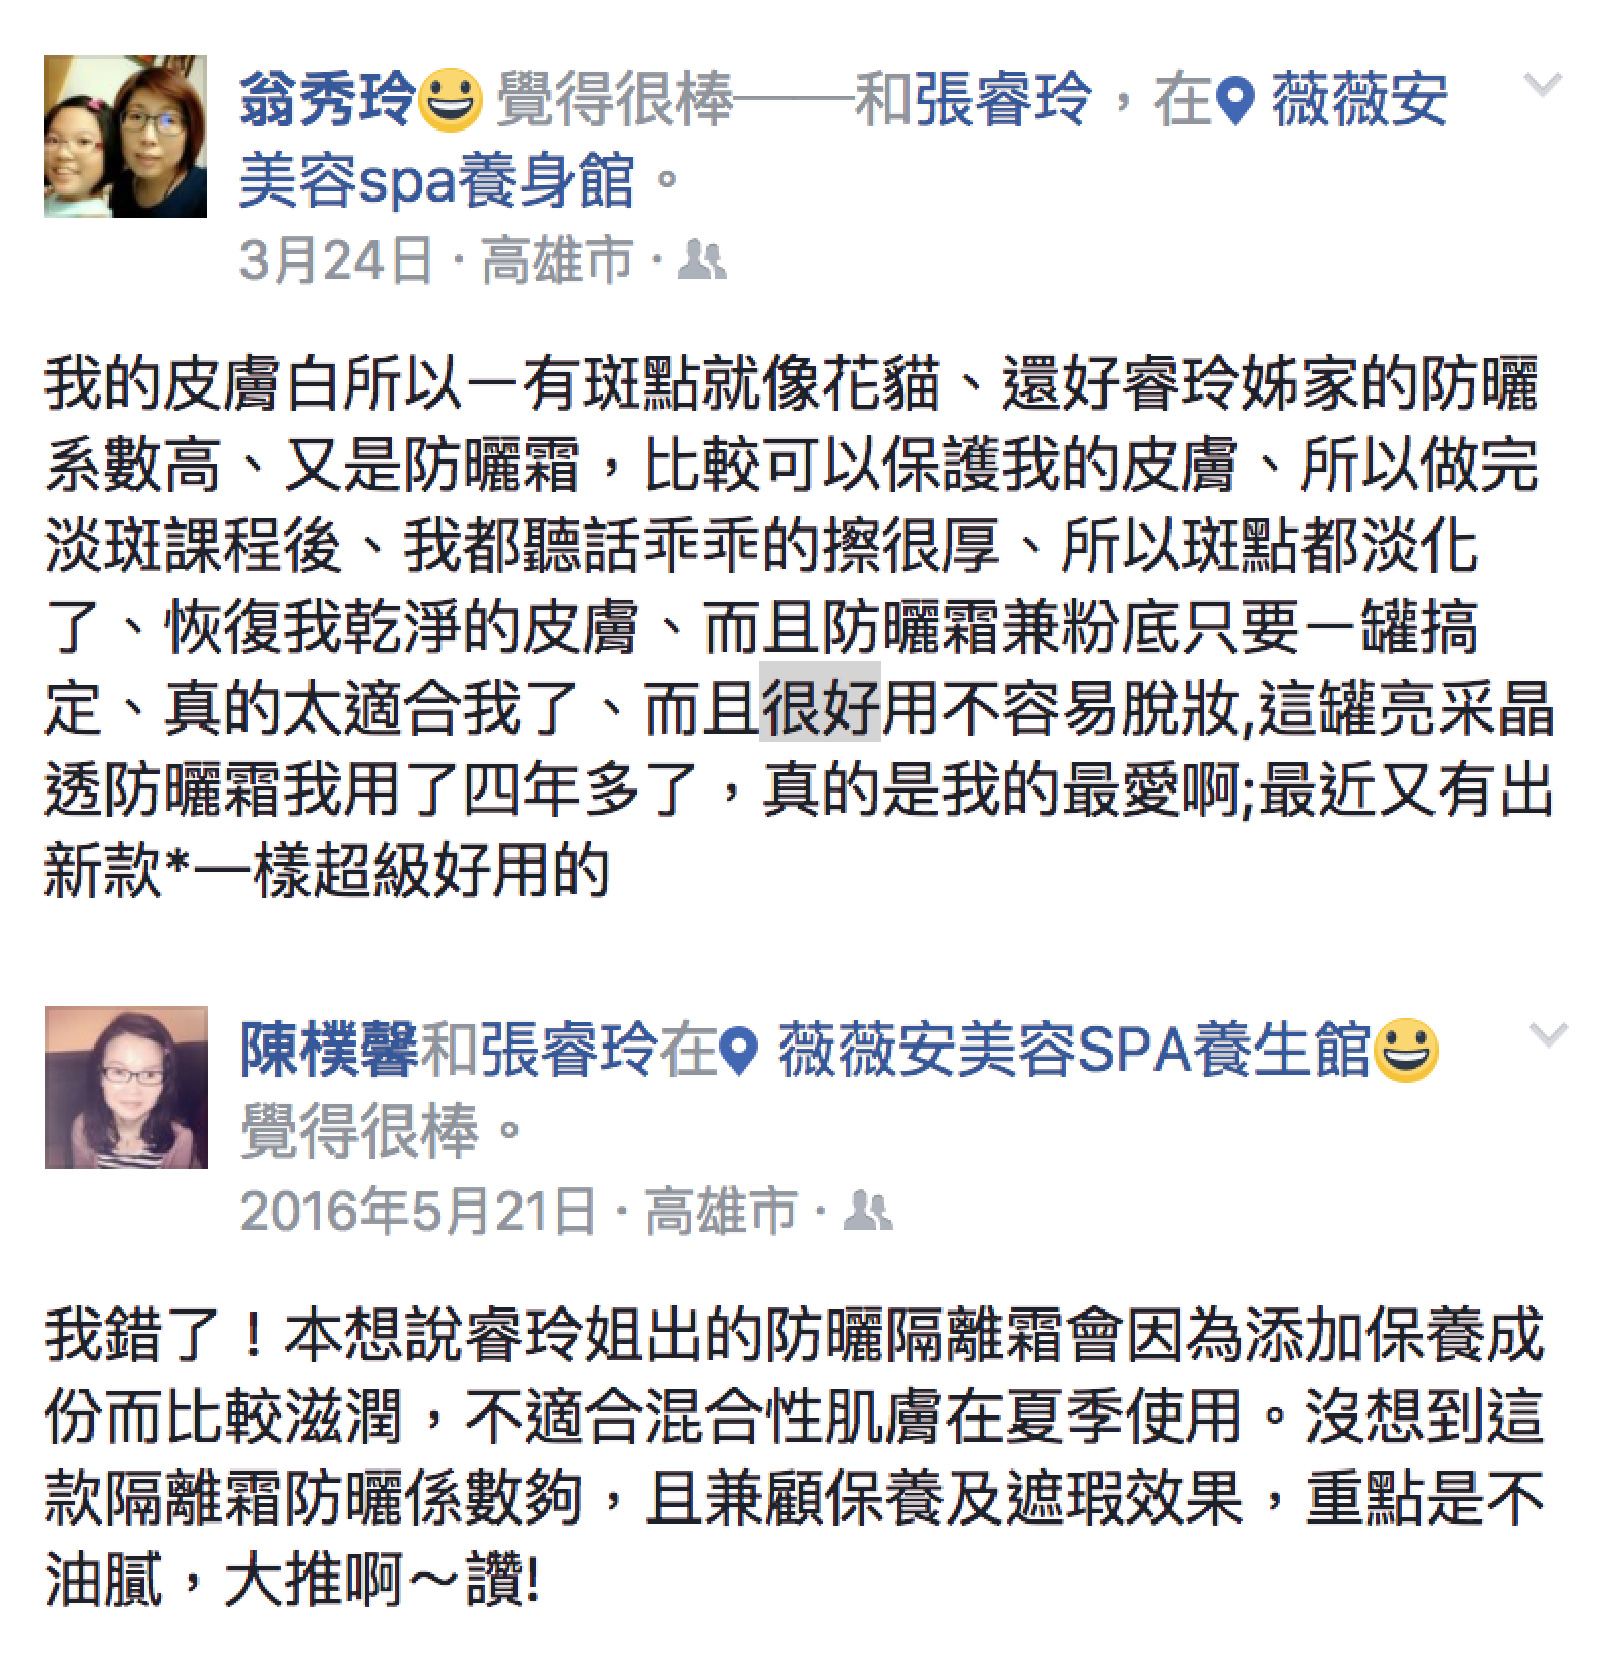 翁秀玲😀 覺得很棒——和張睿玲，在 薇薇安
美容spa養身館。
3月24日 · 高雄市 ·
我的皮膚白所以一有斑點就像花貓、還好睿玲姊家的防曬
系數高、又是防曬霜，比較可以保護我的皮膚、所以做完
淡斑課程後、我都聽話乖乖的擦很厚、所以斑點都淡化
了、恢復我乾淨的皮膚、而且防曬霜兼粉底只要一罐搞
定、真的太適合我了、而且很好用不容易脫妝,這罐亮采晶
透防曬霜我用了四年多了，真的是我的最愛啊;最近又有出
新款*一樣超級好用的
陳樸馨和張睿玲在 薇薇安美容SPA養生館😀
覺得很棒。
2016年5月21日 · 高雄市 ·
我錯了！本想說睿玲姐出的防曬隔離霜會因為添加保養成
份而比較滋潤，不適合混合性肌膚在夏季使用。沒想到這
款隔離霜防曬係數夠，且兼顧保養及遮瑕效果，重點是不
油膩，大推啊～讚!